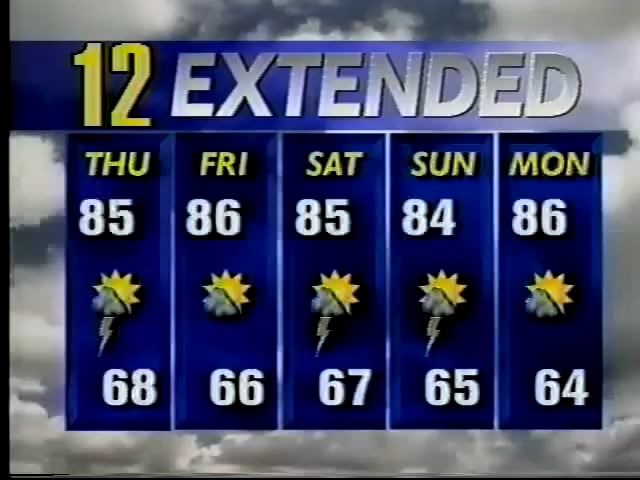 12 EXTENDED
THU FRI SAT SUN MON
85 86 85 84 86
68 66 67 65 64